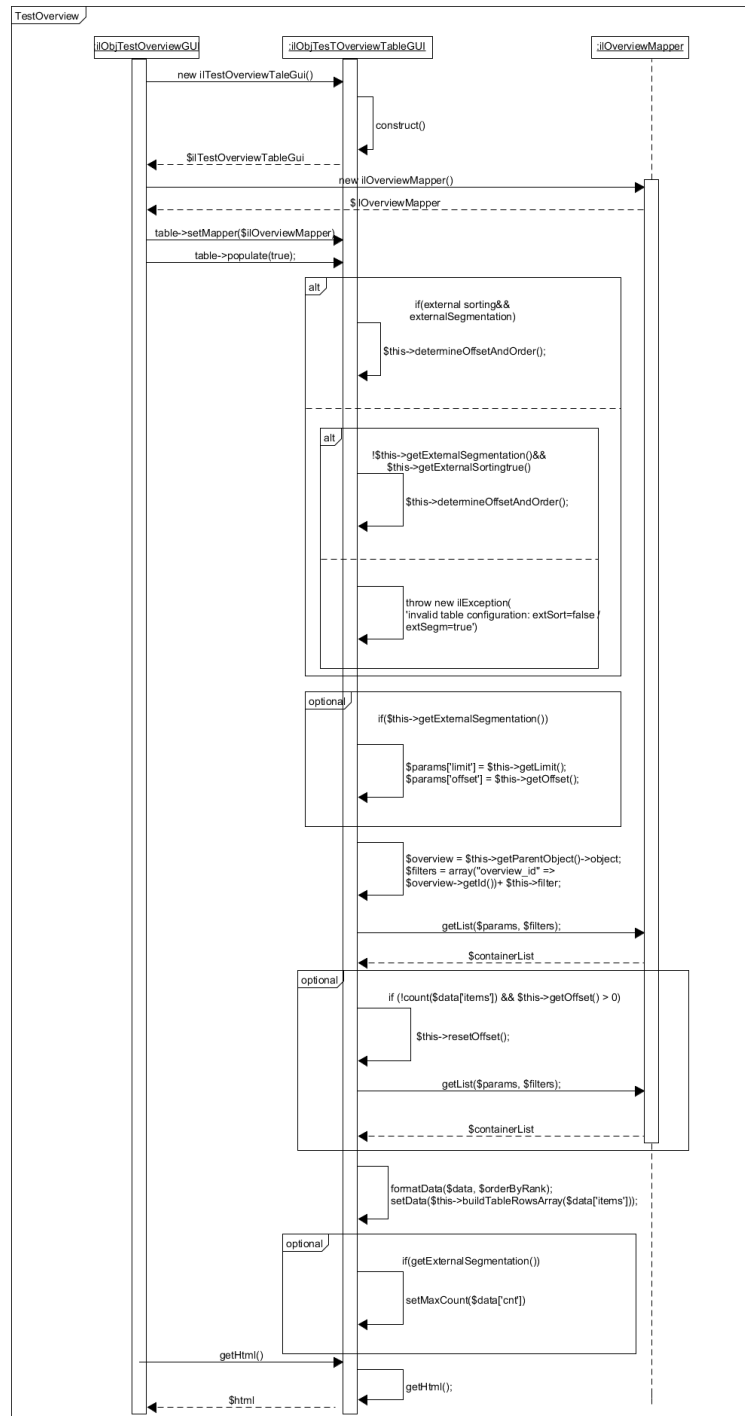 TestOverview
:ilObjTestOverviewGUI
:ilObjTesTOverviewTableGUI
:ilOverviewMapper
new ilTestOverviewTaleGui()
construct()
$ilTestOverviewTableGui
new ilOverviewMapper()
$ilOverviewMapper
table->setMapper($ilOverviewMapper)
table->populate(true);
alt
if(external sorting&&
externalSegmentation)
$this->determineOffsetAndOrder();
alt
!$this->getExternalSegmentation()&&
$this->getExternalSortingtrue()
$this->determineOffsetAndOrder();
throw new ilException(
'invalid table configuration: extSort=false /
extSegm=true')
optional
if($this->getExternalSegmentation())
$params['limit'] = $this->getLimit();
$params['offset'] = $this->getOffset();
$overview = $this->getParentObject()->object;
$filters = array("overview_id" =>
$overview->getId())+ $this->filter;
getList($params, $filters);
$containerList
optional
if (!count($data['items']) && $this->getOffset() > 0)
$this->resetOffset();
getList($params, $filters);
$containerList
formatData($data, $orderByRank);
setData($this->buildTableRowsArray($data['items']));
optional
if(getExternalSegmentation())
setMaxCount($data['cnt'])
getHtml()
getHtml();
$html